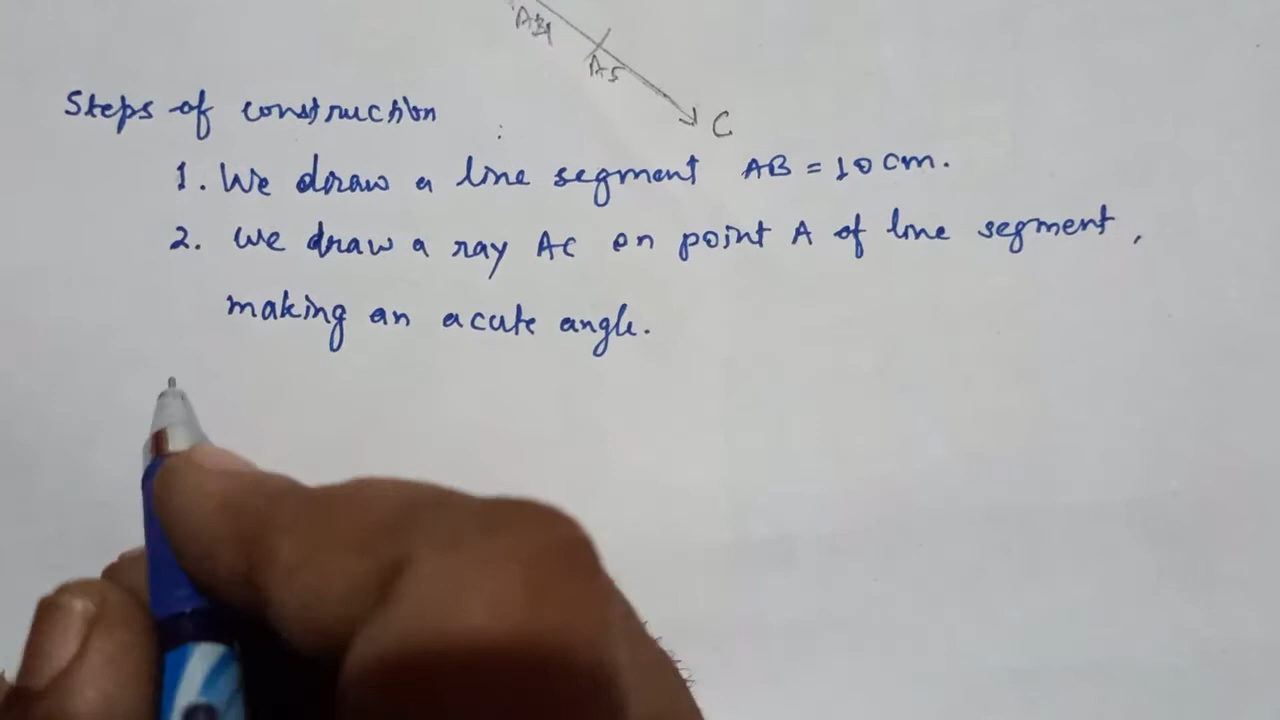 A5
C
Steps of construction :
1. We draw a line segment AB = 10 cm.
2. We draw a ray AC on point A of line segment,
making an acute angle.